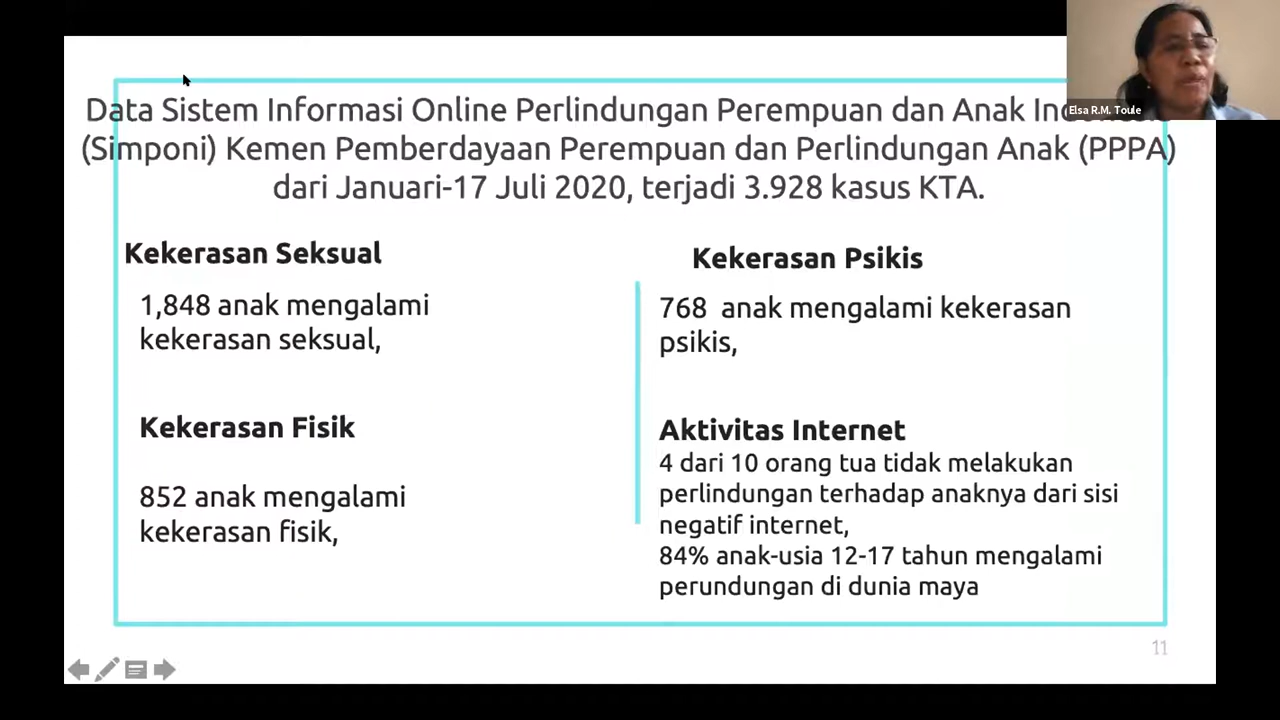 Data Sistem Informasi Online Perlindungan Perempuan dan Anak
(Simponi) Kemen Pemberdayaan Perempuan dan Perlindungan Anak (PPPA)
dari Januari-17 Juli 2020, terjadi 3.928 kasus KTA.
Kekerasan Seksual
1,848 anak mengalami
kekerasan seksual,
Kekerasan Fisik
852 anak mengalami
kekerasan fisik,
Kekerasan Psikis
768 anak mengalami kekerasan
psikis,
Aktivitas Internet
4 dari 10 orang tua tidak melakukan
perlindungan terhadap anaknya dari sisi
negatif internet,
84% anak-usia 12-17 tahun mengalami
perundungan di dunia maya
11
Elsa R.M. Toule